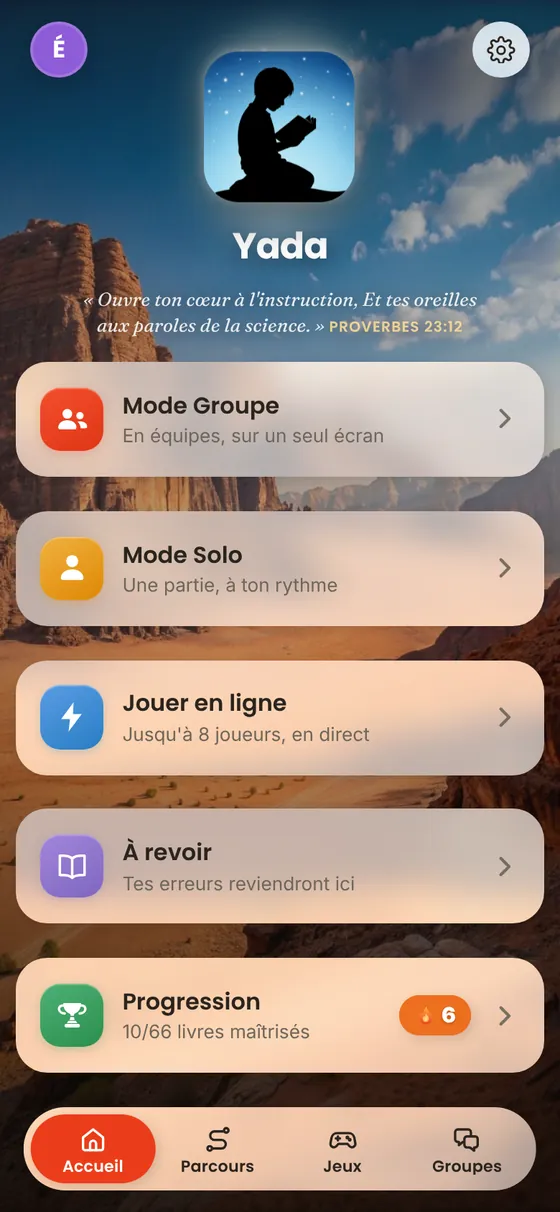 É
Yada
« Ouvre ton cœur à l'instruction, Et tes oreilles
aux paroles de la science. » PROVERBES 23:12
Mode Groupe
En équipes, sur un seul écran
Mode Solo
Une partie, à ton rythme
Jouer en ligne
Jusqu'à 8 joueurs, en direct
À revoir
Tes erreurs reviendront ici
Progression
10/66 livres maîtrisés
6
Accueil
Parcours
Jeux
Groupes